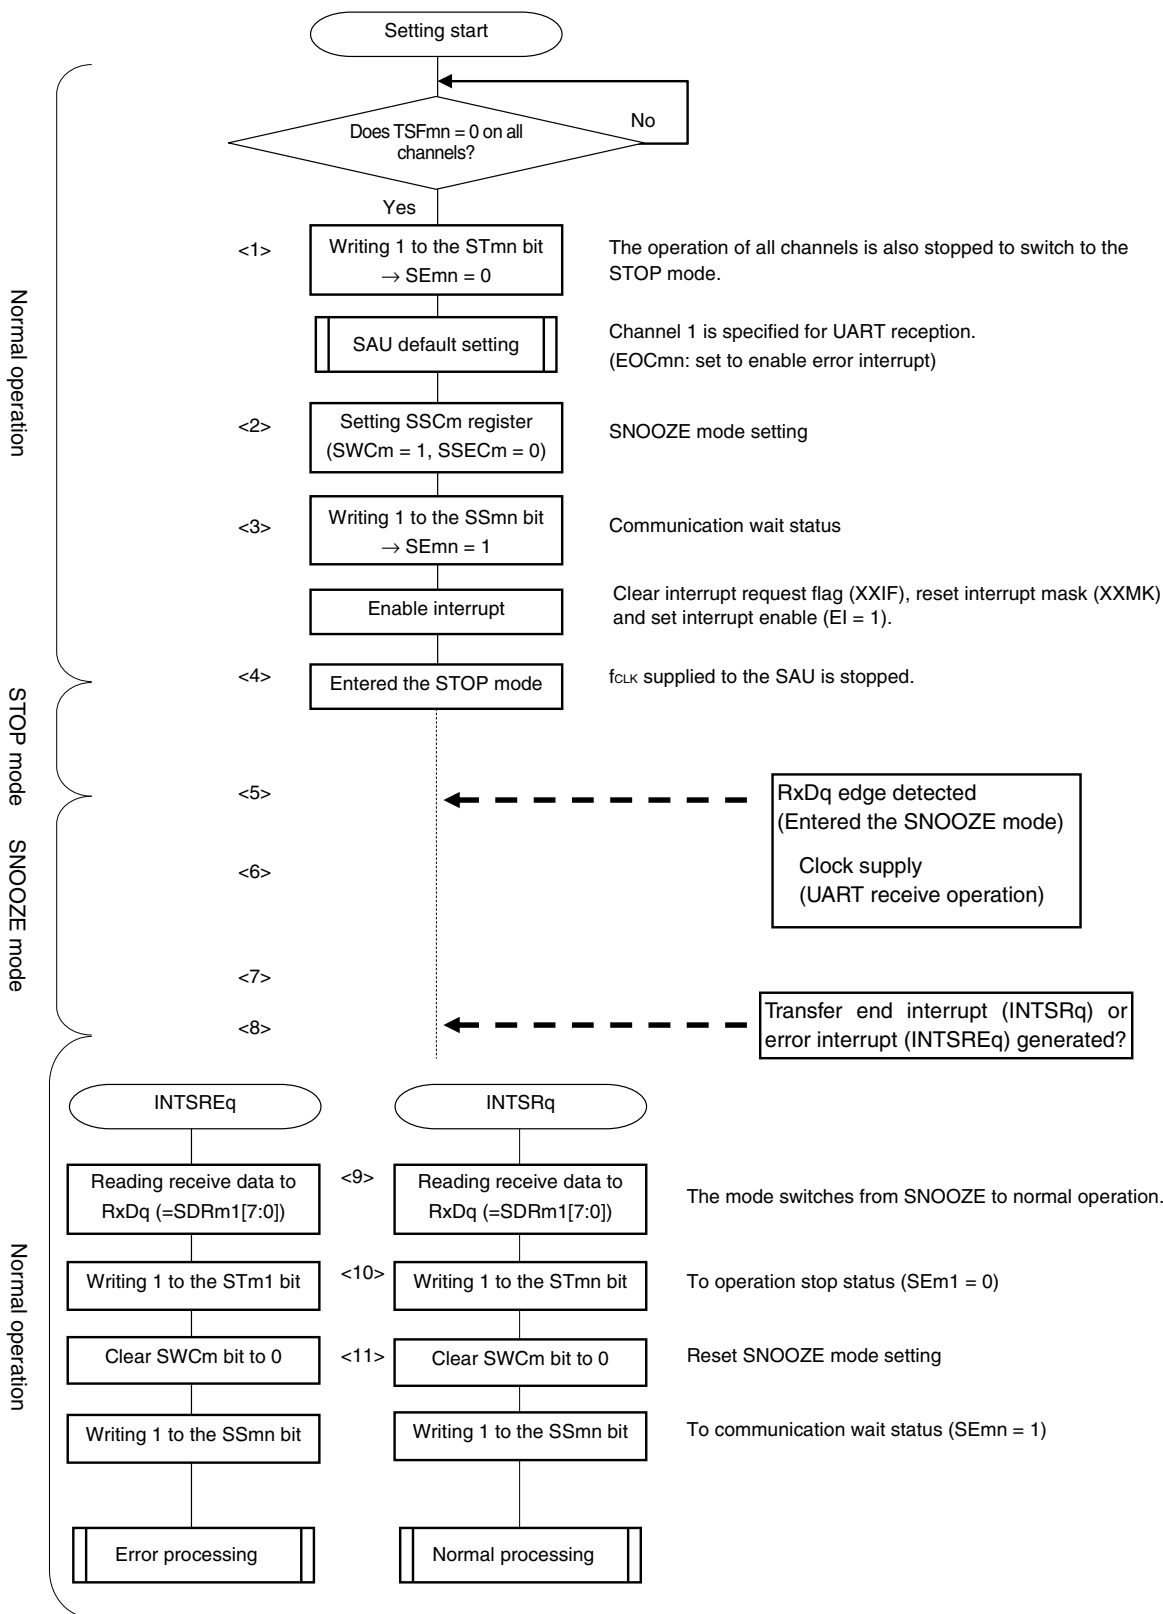 Setting start
No
Does TSFmn = 0 on all
channels?
Yes
<1>
Writing 1 to the STmn bit
→ SEmn = 0
The operation of all channels is also stopped to switch to the
STOP mode.
SAU default setting
Channel 1 is specified for UART reception.
(EOCmn: set to enable error interrupt)
Normal operation
<2>
Setting SSCm register
(SWCm = 1, SSECm = 0)
SNOOZE mode setting
<3>
Writing 1 to the SSmn bit
→ SEmn = 1
Communication wait status
Enable interrupt
Clear interrupt request flag (XXIF), reset interrupt mask (XXMK)
and set interrupt enable (EI = 1).
<4>
Entered the STOP mode
fCLK supplied to the SAU is stopped.
STOP mode
<5>
RxDq edge detected
(Entered the SNOOZE mode)
SNOOZE mode
<6>
Clock supply
(UART receive operation)
<7>
<8>
Transfer end interrupt (INTSRq) or
error interrupt (INTSREq) generated?
INTSREq
INTSRq
Reading receive data to
RxDq (=SDRm1[7:0])
<9>
Reading receive data to
RxDq (=SDRm1[7:0])
The mode switches from SNOOZE to normal operation.
Normal operation
Writing 1 to the STm1 bit
<10>
Writing 1 to the STmn bit
To operation stop status (SEm1 = 0)
Clear SWCm bit to 0
<11>
Clear SWCm bit to 0
Reset SNOOZE mode setting
Writing 1 to the SSmn bit
Writing 1 to the SSmn bit
To communication wait status (SEmn = 1)
Error processing
Normal processing